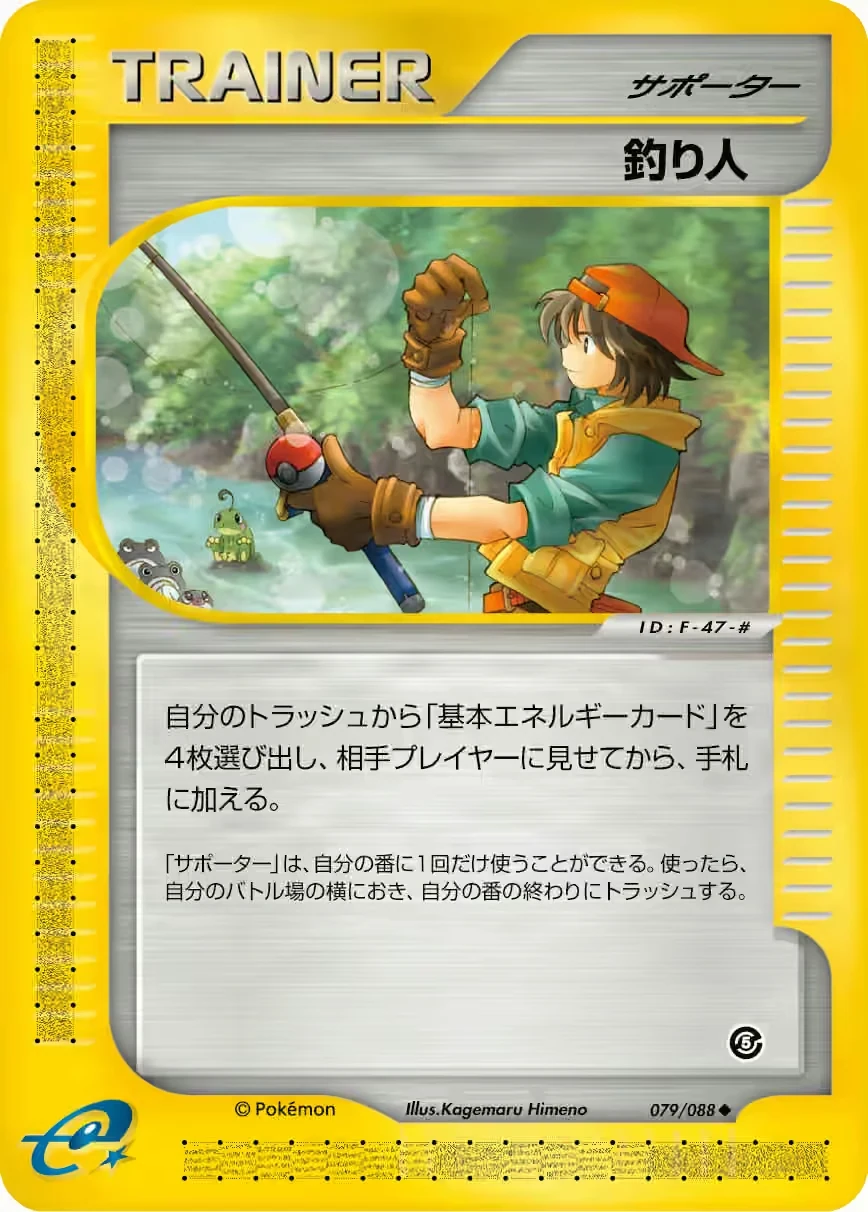 TRAINER
サポーター
釣り人
ID : F - 47 - #
自分のトラッシュから「基本エネルギーカード」を
4枚選び出し、相手プレイヤーに見せてから、手札
に加える。
「サポーター」は、自分の番に1回だけ使うことができる。使ったら、
自分のバトル場の横におき、自分の番の終わりにトラッシュする。
5
© Pokémon
Illus.Kagemaru Himeno
079/088 ◆
e